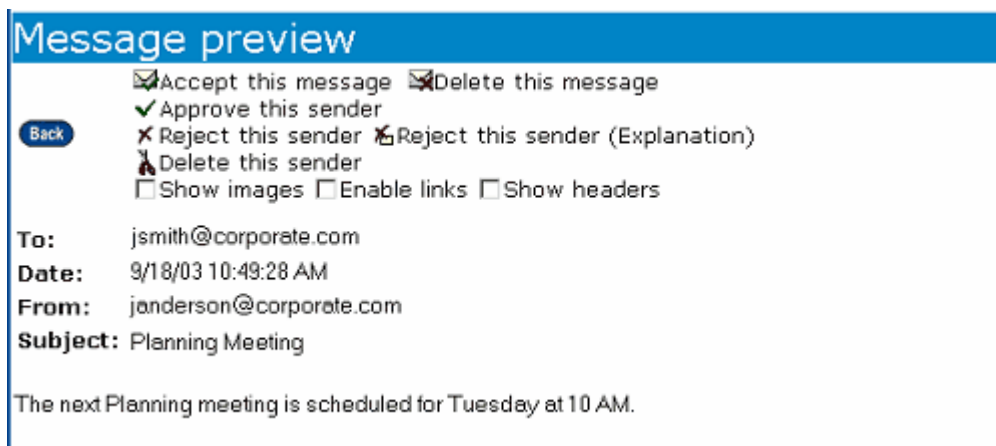 Message preview
Accept this message Delete this message
Approve this sender
Back
Reject this sender Reject this sender (Explanation)
Delete this sender
Show images Enable links Show headers
To: jsmith@corporate.com
Date: 9/18/03 10:49:28 AM
From: janderson@corporate.com
Subject: Planning Meeting
The next Planning meeting is scheduled for Tuesday at 10 AM.